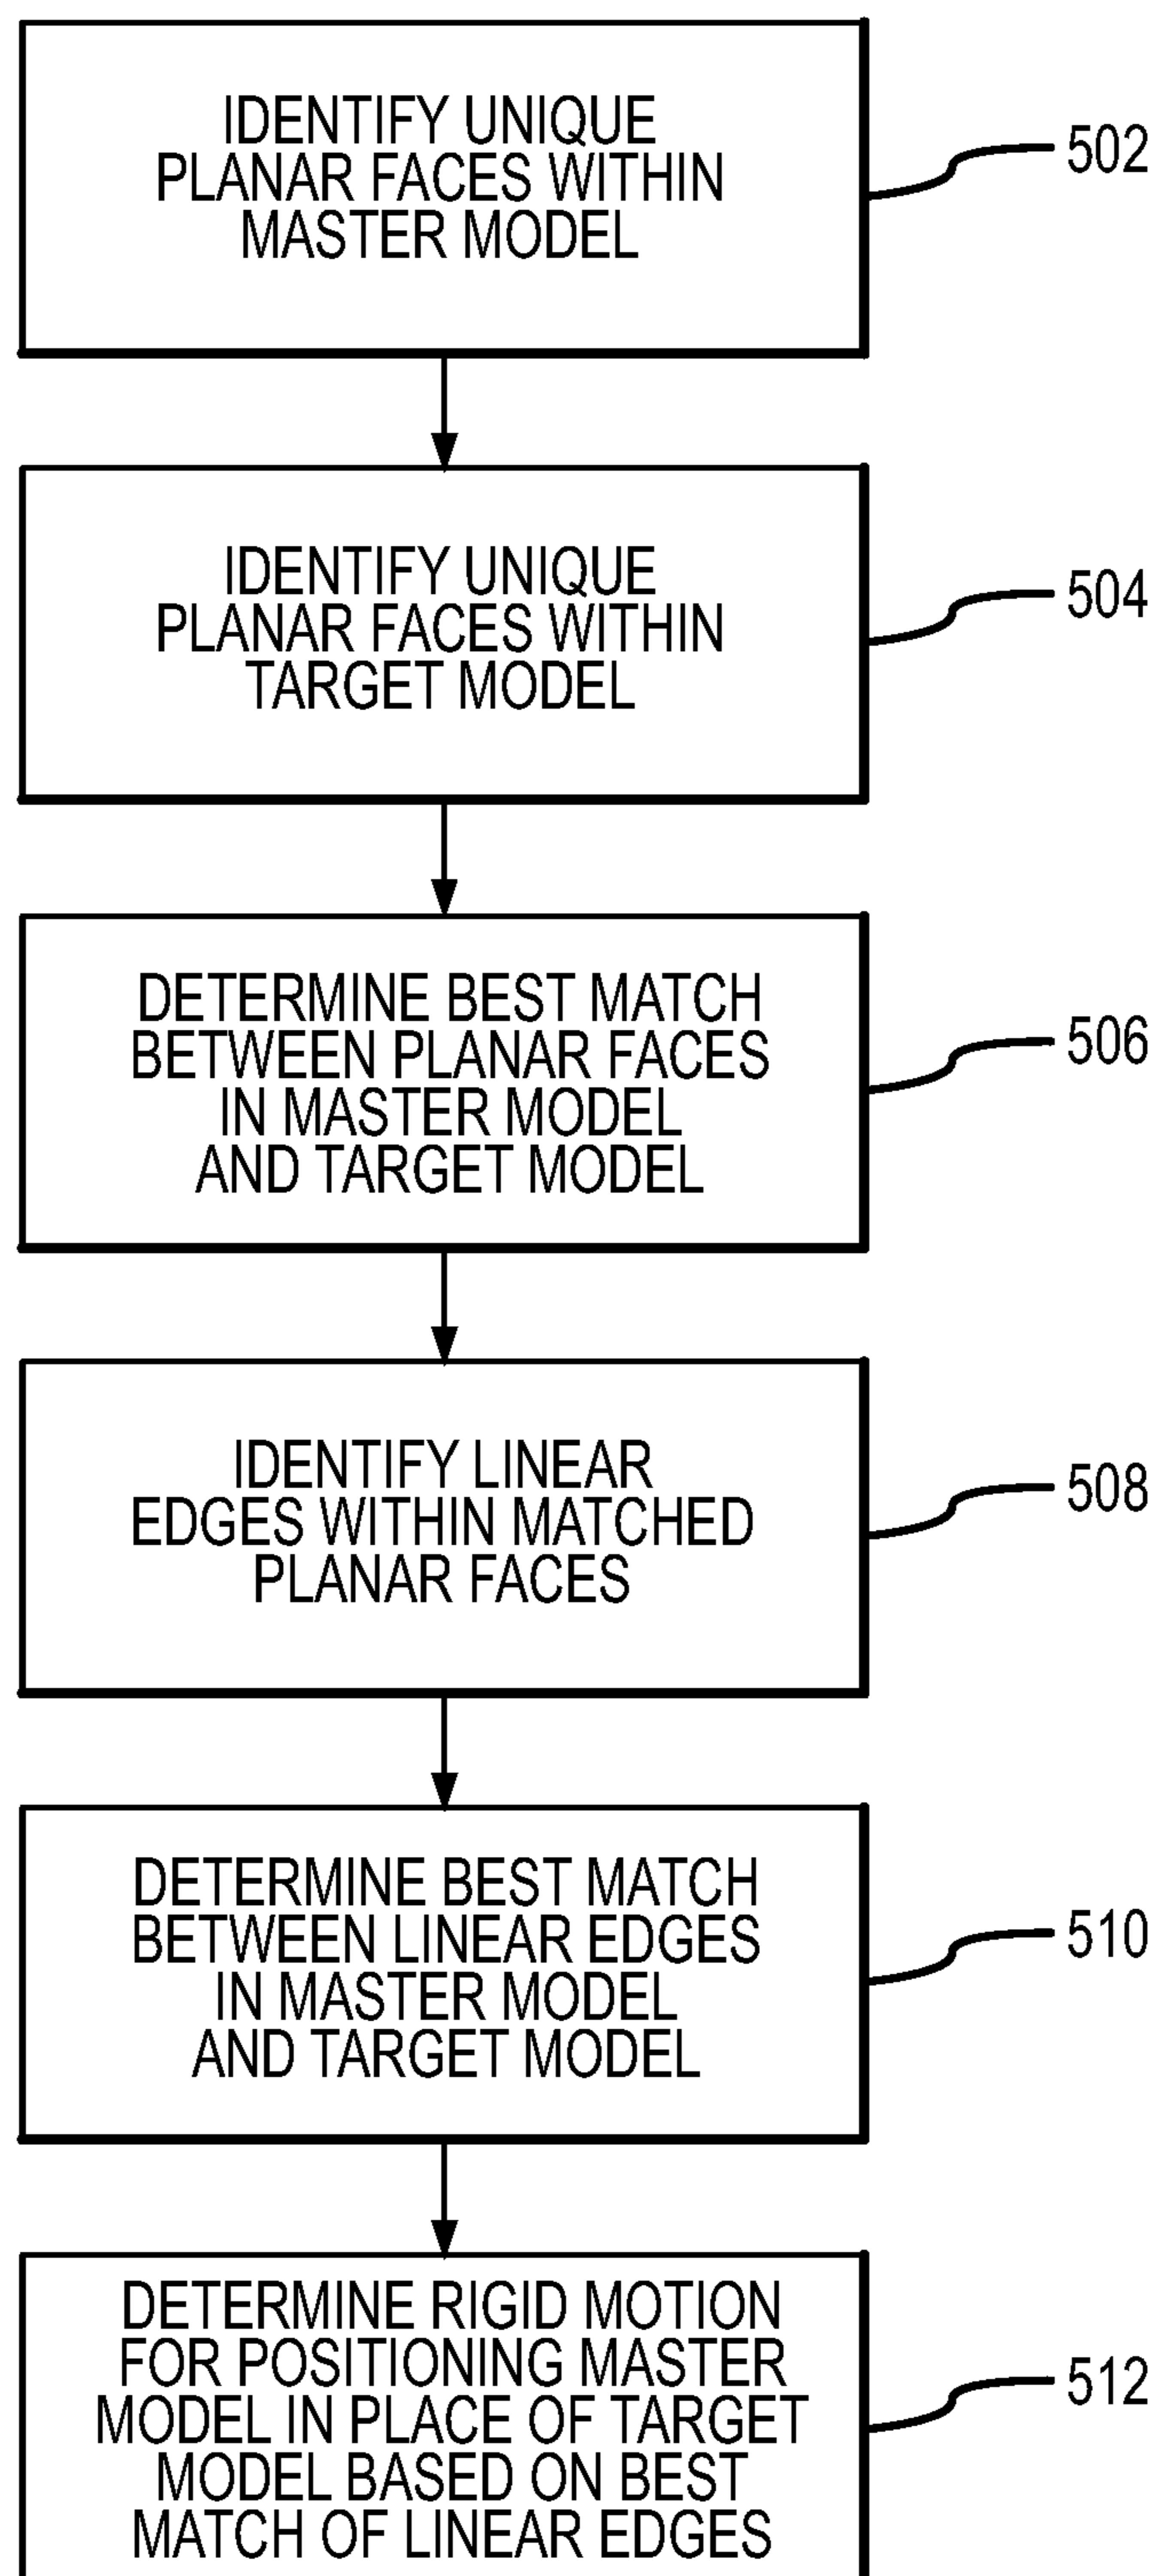 IDENTIFY UNIQUE
PLANAR FACES WITHIN
MASTER MODEL
502
IDENTIFY UNIQUE
PLANAR FACES WITHIN
TARGET MODEL
504
DETERMINE BEST MATCH
BETWEEN PLANAR FACES
IN MASTER MODEL
AND TARGET MODEL
506
IDENTIFY LINEAR
EDGES WITHIN MATCHED
PLANAR FACES
508
DETERMINE BEST MATCH
BETWEEN LINEAR EDGES
IN MASTER MODEL
AND TARGET MODEL
510
DETERMINE RIGID MOTION
FOR POSITIONING MASTER
MODEL IN PLACE OF TARGET
MODEL BASED ON BEST
MATCH OF LINEAR EDGES
512